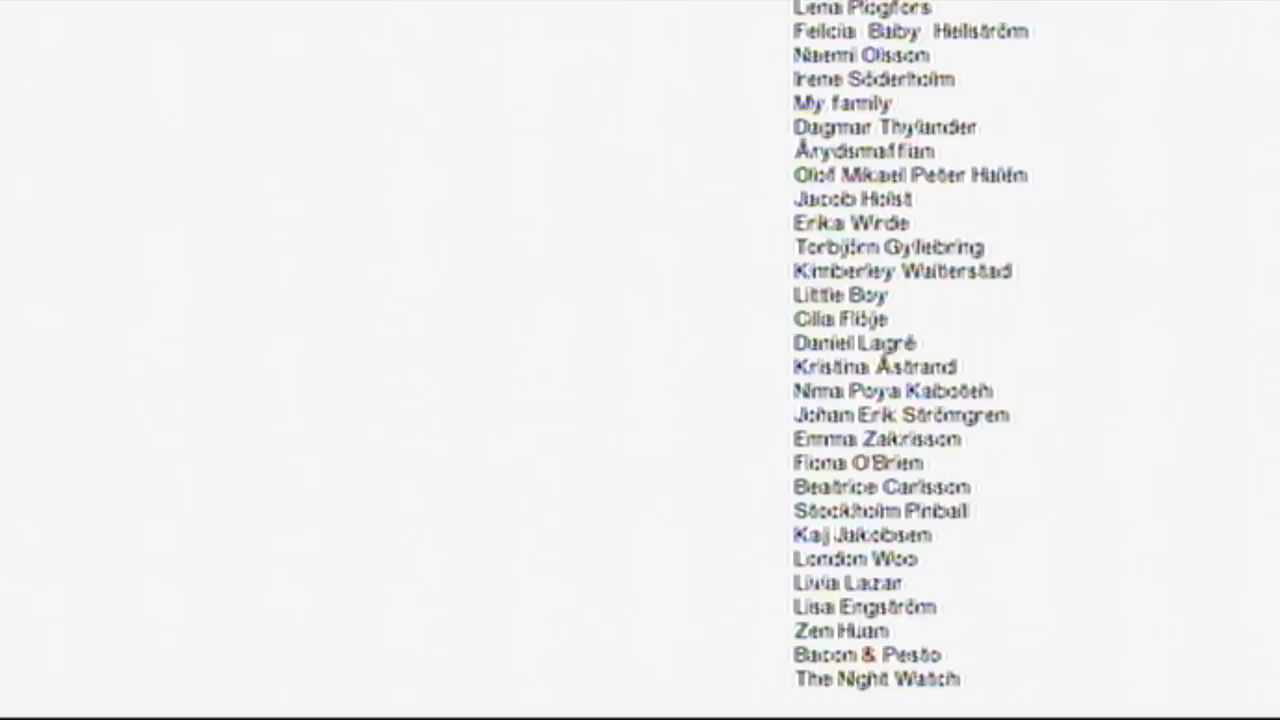 Lena Plogfors
Felicia Baby Hellström
Naemi Olsson
Irene Söderholm
My family
Dagmar Thylander
Årydsmaffian
Olof Mikael Peter Halén
Jacob Holst
Erika Wirde
Torbjörn Gyllebring
Kimberley Walterstad
Little Boy
Cilla Flöje
Daniel Lagré
Kristina Åstrand
Nima Poya
Johan Erik Strömgren
Emma Zakrisson
Fiona O'Brien
Beatrice Carlsson
Stockholm Pinball
Kaj Jakobsen
London Woo
Livia Lazar
Lisa Engström
Zen Huan
Bacon & Pesto
The Night Watch